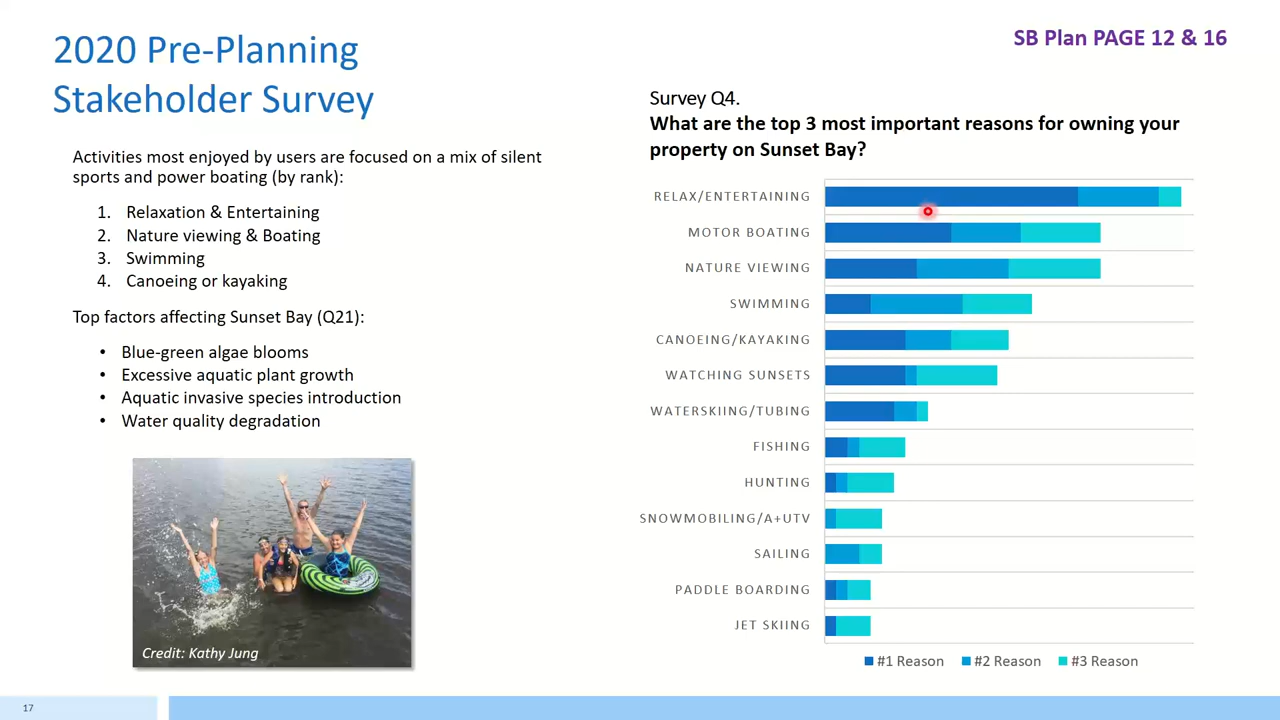 2020 Pre-Planning
Stakeholder Survey
SB Plan PAGE 12 & 16
Activities most enjoyed by users are focused on a mix of silent
sports and power boating (by rank):
1. Relaxation & Entertaining
2. Nature viewing & Boating
3. Swimming
4. Canoeing or kayaking
Top factors affecting Sunset Bay (Q21):
• Blue-green algae blooms
• Excessive aquatic plant growth
• Aquatic invasive species introduction
• Water quality degradation
Credit: Kathy Jung
Survey Q4.
What are the top 3 most important reasons for owning your
property on Sunset Bay?
RELAX/ENTERTAINING
MOTOR BOATING
NATURE VIEWING
SWIMMING
CANOEING/KAYAKING
WATCHING SUNSETS
WATERSKIING/TUBING
FISHING
HUNTING
SNOWMOBILING/A+UTV
SAILING
PADDLE BOARDING
JET SKIING
#1 Reason #2 Reason #3 Reason
17